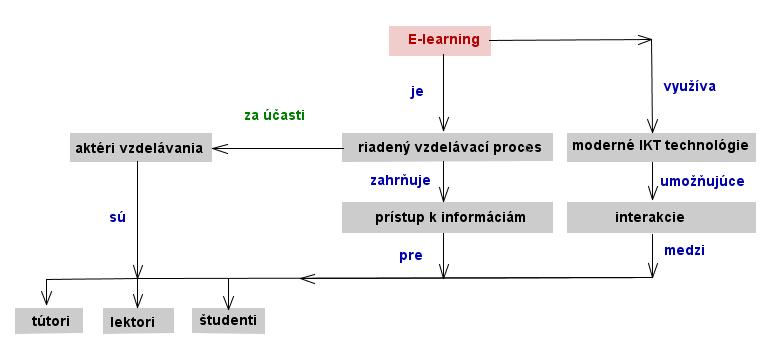 E-learning
je
využíva
za účasti
aktéri vzdelávania
riadený vzdelávací proces
moderné IKT technológie
zahrňuje
umožňujúce
prístup k informáciám
interakcie
sú
pre
medzi
tútori
lektori
študenti